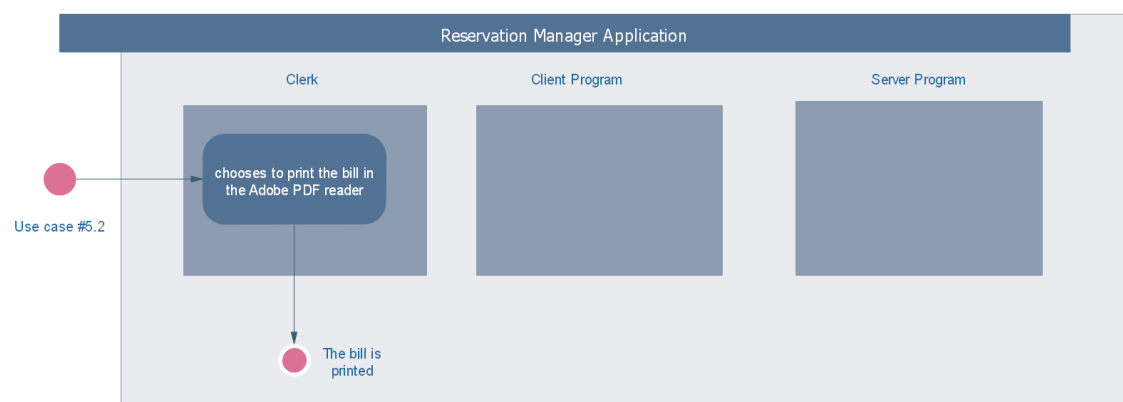 Reservation Manager Application
Clerk
Client Program
Server Program
chooses to print the bill in
the Adobe PDF reader
Use case #5.2
The bill is
printed